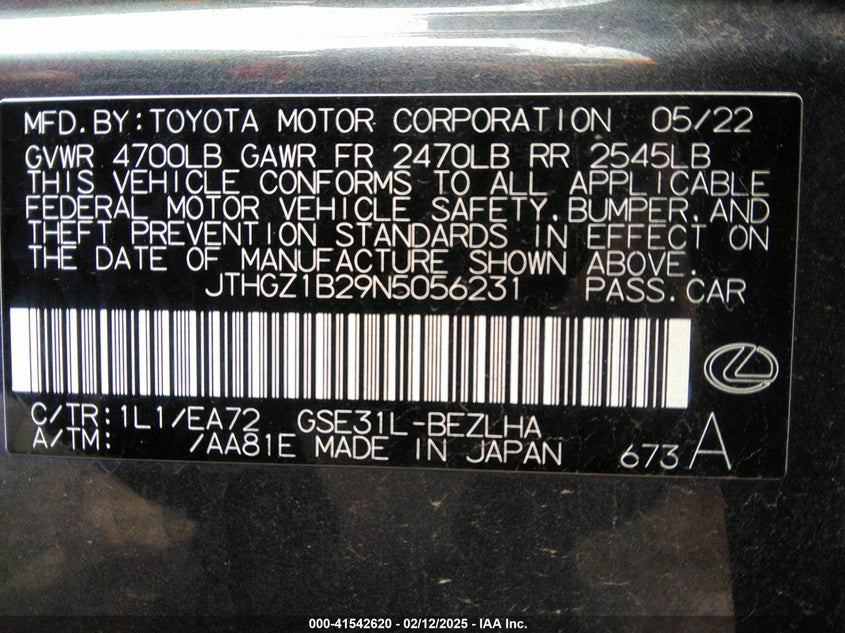 MFD.BY:TOYOTA MOTOR CORPORATION 05/22
GVWR 4700LB GAWR FR 2470LB RR 2545LB
THIS VEHICLE CONFORMS TO ALL APPLICABLE
FEDERAL MOTOR VEHICLE SAFETY,BUMPER,AND
THEFT PREVENTION STANDARDS IN EFFECT ON
THE DATE OF MANUFACTURE SHOWN ABOVE.
JTHGZ1B29N5056231 PASS.CAR
C/TR:1L1/EA72 GSE31L-BEZLHA
A/TM: /AA81E MADE IN JAPAN 673 A
000-41542620 - 02/12/2025 - IAA Inc.